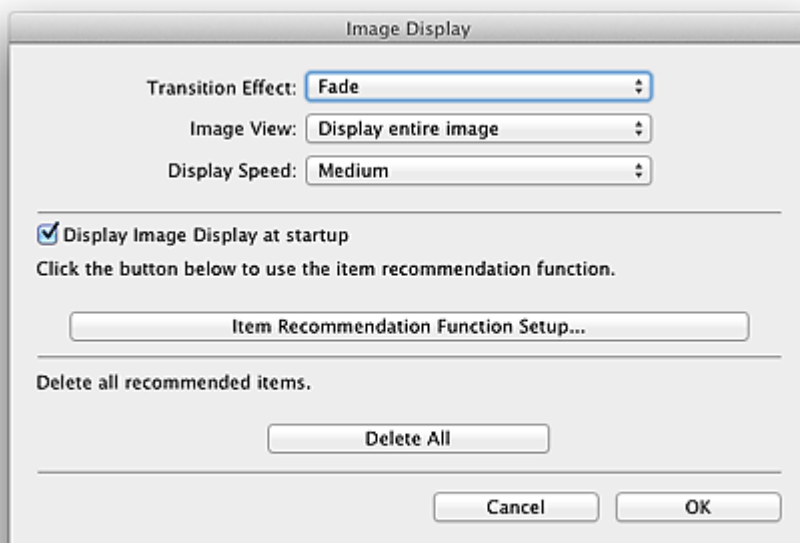 Image Display
Transition Effect: Fade
Image View: Display entire image
Display Speed: Medium
Display Image Display at startup
Click the button below to use the item recommendation function.
Item Recommendation Function Setup...
Delete all recommended items.
Delete All
Cancel OK